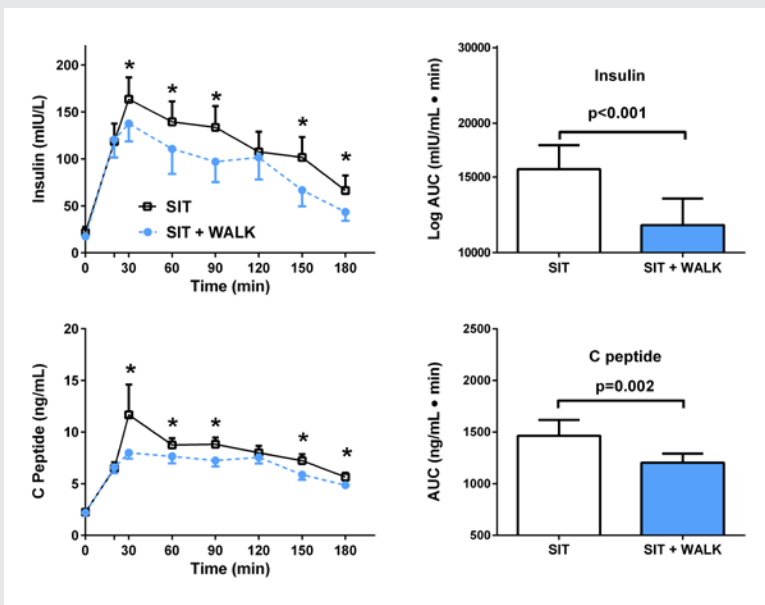 Insulin (mIU/L)
200
150
100
50
0
* * * * *
SIT
SIT + WALK
0 30 60 90 120 150 180
Time (min)
Log AUC (mIU/mL • min)
30000
20000
15000
10000
Insulin
p<0.001
SIT SIT + WALK
C Peptide (ng/mL)
20
15
10
5
0
* * * * *
0 30 60 90 120 150 180
Time (min)
AUC (ng/mL • min)
2500
2000
1500
1000
500
C peptide
p=0.002
SIT SIT + WALK